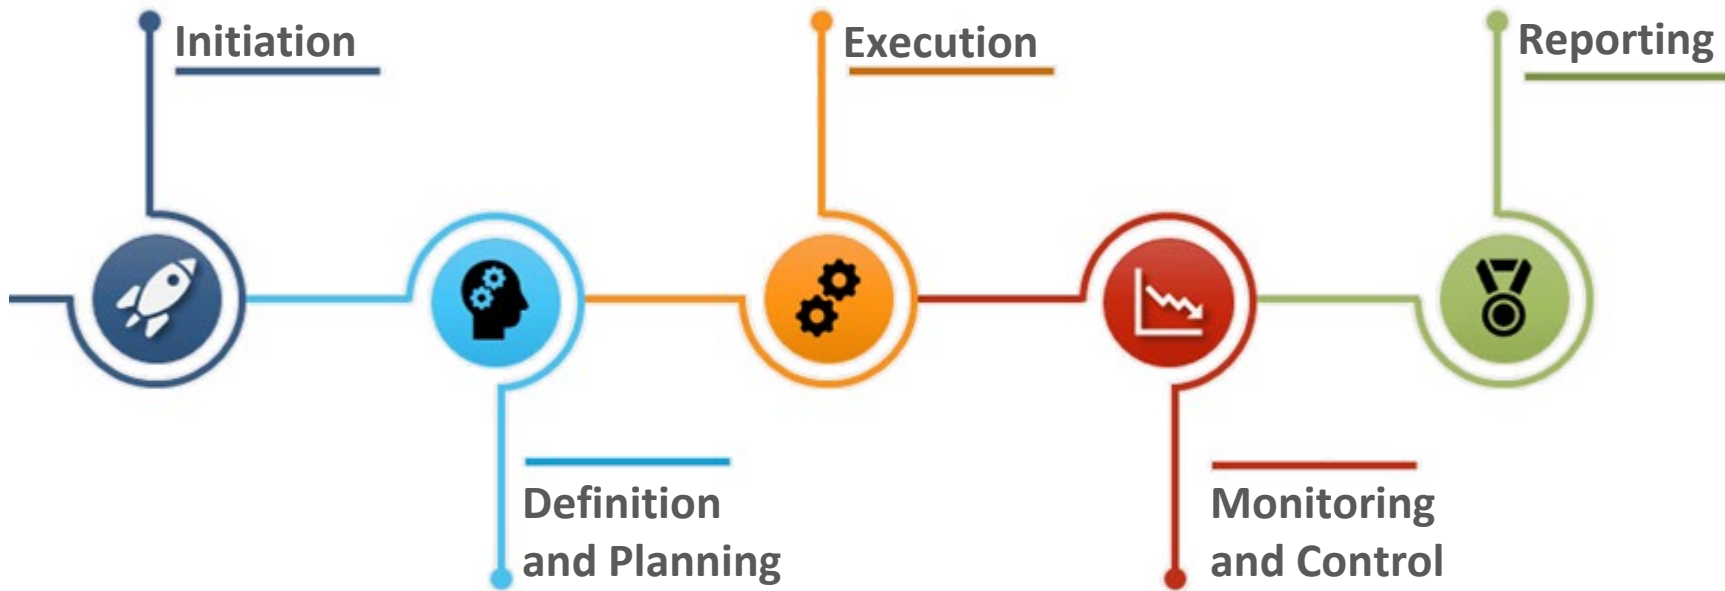 Initiation
Definition
and Planning
Execution
Monitoring
and Control
Reporting